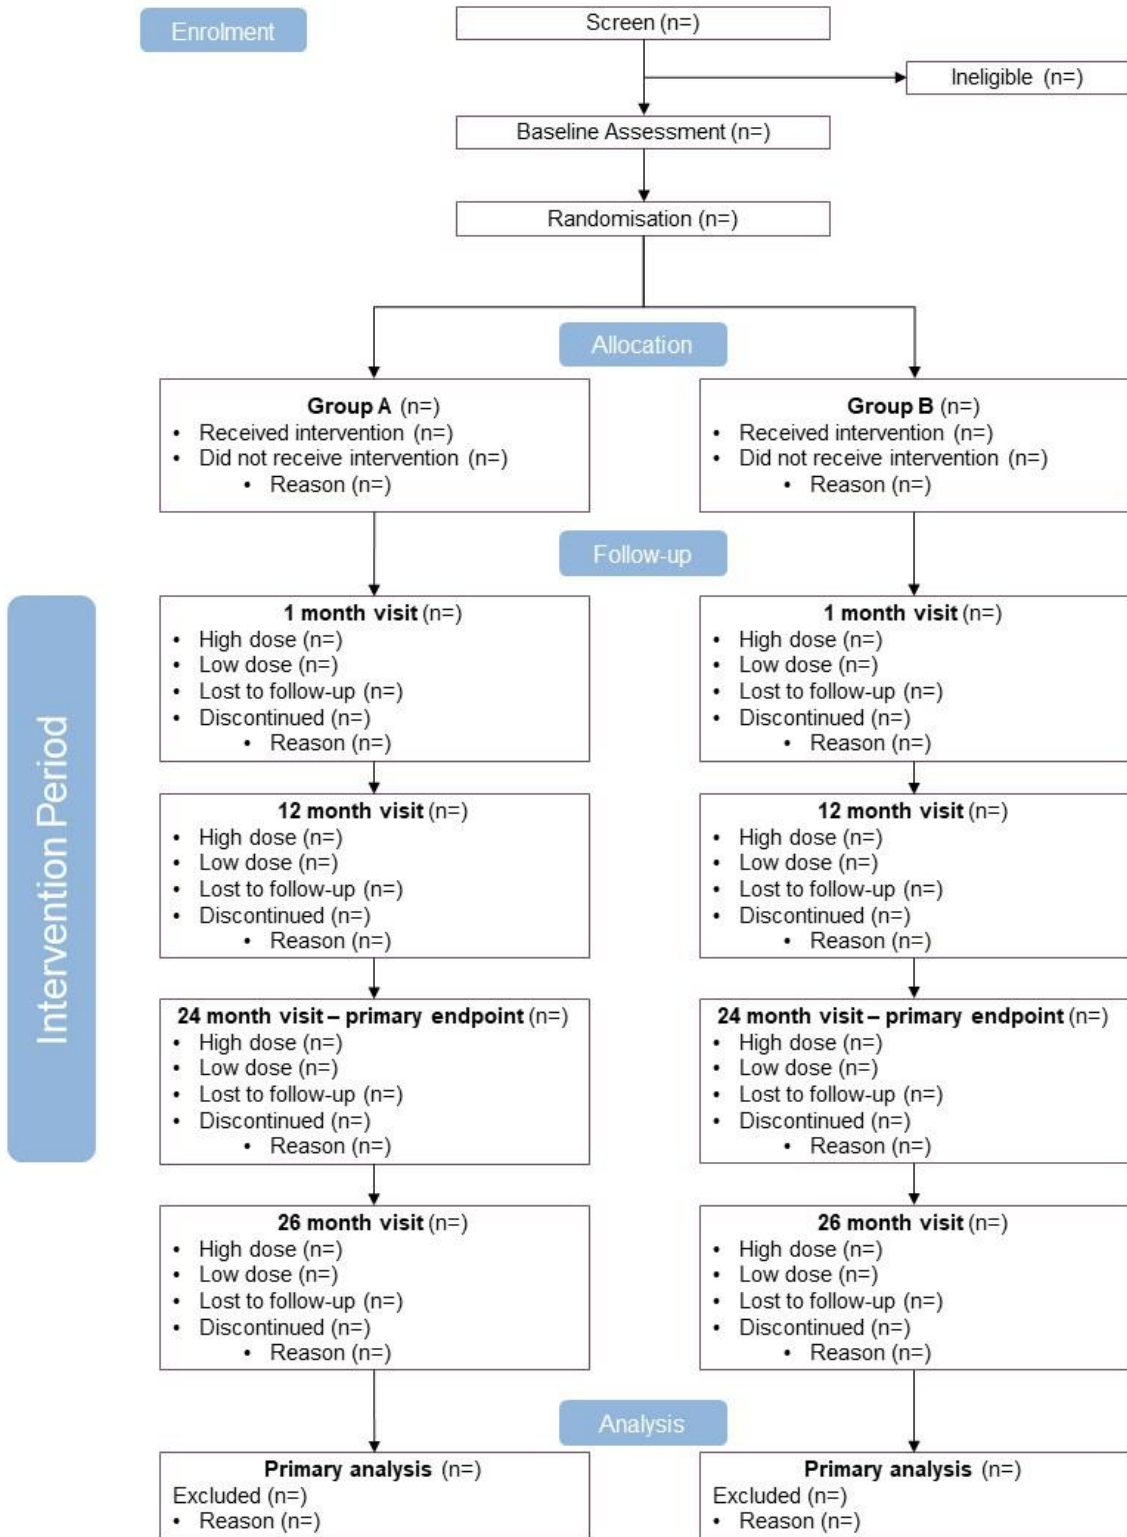 Enrolment
Screen (n=)
Ineligible (n=)
Baseline Assessment (n=)
Randomisation (n=)
Allocation
Group A (n=)
• Received intervention (n=)
• Did not receive intervention (n=)
• Reason (n=)
Group B (n=)
• Received intervention (n=)
• Did not receive intervention (n=)
• Reason (n=)
Follow-up
Intervention Period
1 month visit (n=)
• High dose (n=)
• Low dose (n=)
• Lost to follow-up (n=)
• Discontinued (n=)
• Reason (n=)
1 month visit (n=)
• High dose (n=)
• Low dose (n=)
• Lost to follow-up (n=)
• Discontinued (n=)
• Reason (n=)
12 month visit (n=)
• High dose (n=)
• Low dose (n=)
• Lost to follow-up (n=)
• Discontinued (n=)
• Reason (n=)
12 month visit (n=)
• High dose (n=)
• Low dose (n=)
• Lost to follow-up (n=)
• Discontinued (n=)
• Reason (n=)
24 month visit – primary endpoint (n=)
• High dose (n=)
• Low dose (n=)
• Lost to follow-up (n=)
• Discontinued (n=)
• Reason (n=)
24 month visit – primary endpoint (n=)
• High dose (n=)
• Low dose (n=)
• Lost to follow-up (n=)
• Discontinued (n=)
• Reason (n=)
26 month visit (n=)
• High dose (n=)
• Low dose (n=)
• Lost to follow-up (n=)
• Discontinued (n=)
• Reason (n=)
26 month visit (n=)
• High dose (n=)
• Low dose (n=)
• Lost to follow-up (n=)
• Discontinued (n=)
• Reason (n=)
Analysis
Primary analysis (n=)
Excluded (n=)
• Reason (n=)
Primary analysis (n=)
Excluded (n=)
• Reason (n=)